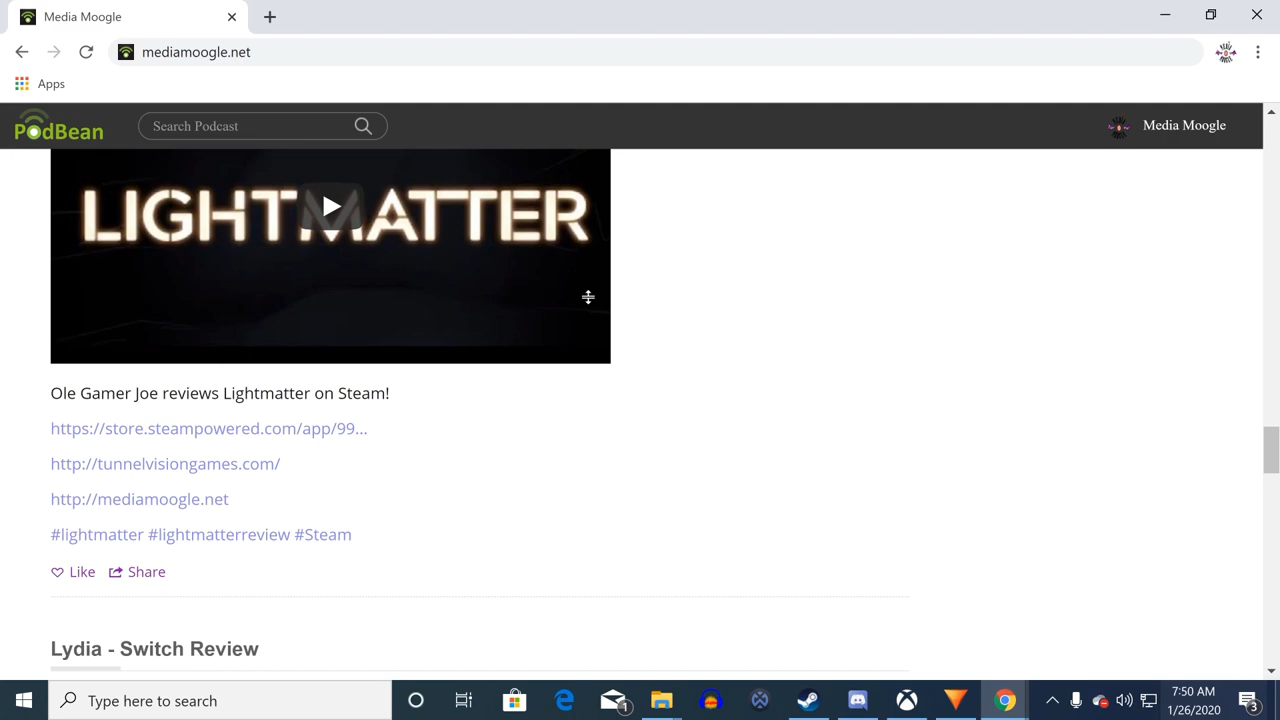 Media Moogle
mediamoogle.net
Apps
PodBean
Search Podcast
Media Moogle
LIGHTMATTER
Ole Gamer Joe reviews Lightmatter on Steam!
https://store.steampowered.com/app/99...
http://tunnelvisiongames.com/
http://mediamoogle.net
#lightmatter #lightmatterreview #Steam
Like Share
Lydia - Switch Review
Type here to search
1
7:50 AM
1/26/2020
3